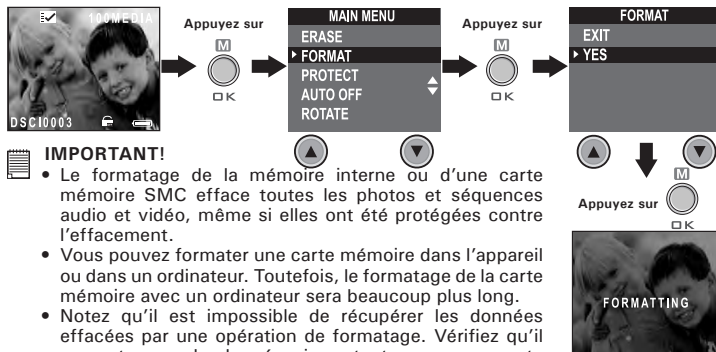 100MEDIA
DSCI0003
Appuyez sur
M
OK
MAIN MENU
ERASE
FORMAT
PROTECT
AUTO OFF
ROTATE
Appuyez sur
M
OK
FORMAT
EXIT
YES
Appuyez sur
M
OK
FORMATTING
IMPORTANT!
• Le formatage de la mémoire interne ou d'une carte
mémoire SMC efface toutes les photos et séquences
audio et vidéo, même si elles ont été protégées contre
l'effacement.
• Vous pouvez formater une carte mémoire dans l'appareil
ou dans un ordinateur. Toutefois, le formatage de la carte
mémoire avec un ordinateur sera beaucoup plus long.
• Notez qu'il est impossible de récupérer les données
effacées par une opération de formatage. Vérifiez qu'il